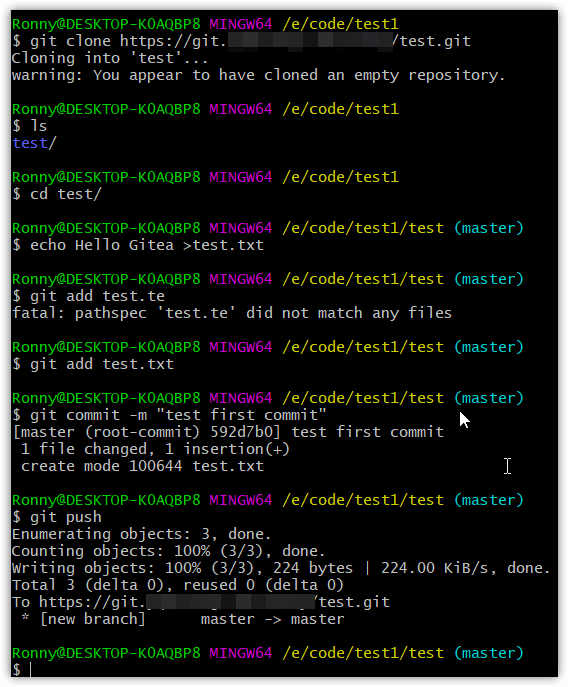 Ronny@DESKTOP-K0AQBP8 MINGW64 /e/code/test1
$ git clone https://git. /test.git
Cloning into 'test'...
warning: You appear to have cloned an empty repository.
Ronny@DESKTOP-K0AQBP8 MINGW64 /e/code/test1
$ ls
test/
Ronny@DESKTOP-K0AQBP8 MINGW64 /e/code/test1
$ cd test/
Ronny@DESKTOP-K0AQBP8 MINGW64 /e/code/test1/test (master)
$ echo Hello Gitea >test.txt
Ronny@DESKTOP-K0AQBP8 MINGW64 /e/code/test1/test (master)
$ git add test.te
fatal: pathspec 'test.te' did not match any files
Ronny@DESKTOP-K0AQBP8 MINGW64 /e/code/test1/test (master)
$ git add test.txt
Ronny@DESKTOP-K0AQBP8 MINGW64 /e/code/test1/test (master)
$ git commit -m "test first commit"
[master (root-commit) 592d7b0] test first commit
 1 file changed, 1 insertion(+)
 create mode 100644 test.txt
Ronny@DESKTOP-K0AQBP8 MINGW64 /e/code/test1/test (master)
$ git push
Enumerating objects: 3, done.
Counting objects: 100% (3/3), done.
Writing objects: 100% (3/3), 224 bytes | 224.00 KiB/s, done.
Total 3 (delta 0), reused 0 (delta 0)
To https://git. /test.git
 * [new branch]      master -> master
Ronny@DESKTOP-K0AQBP8 MINGW64 /e/code/test1/test (master)
$